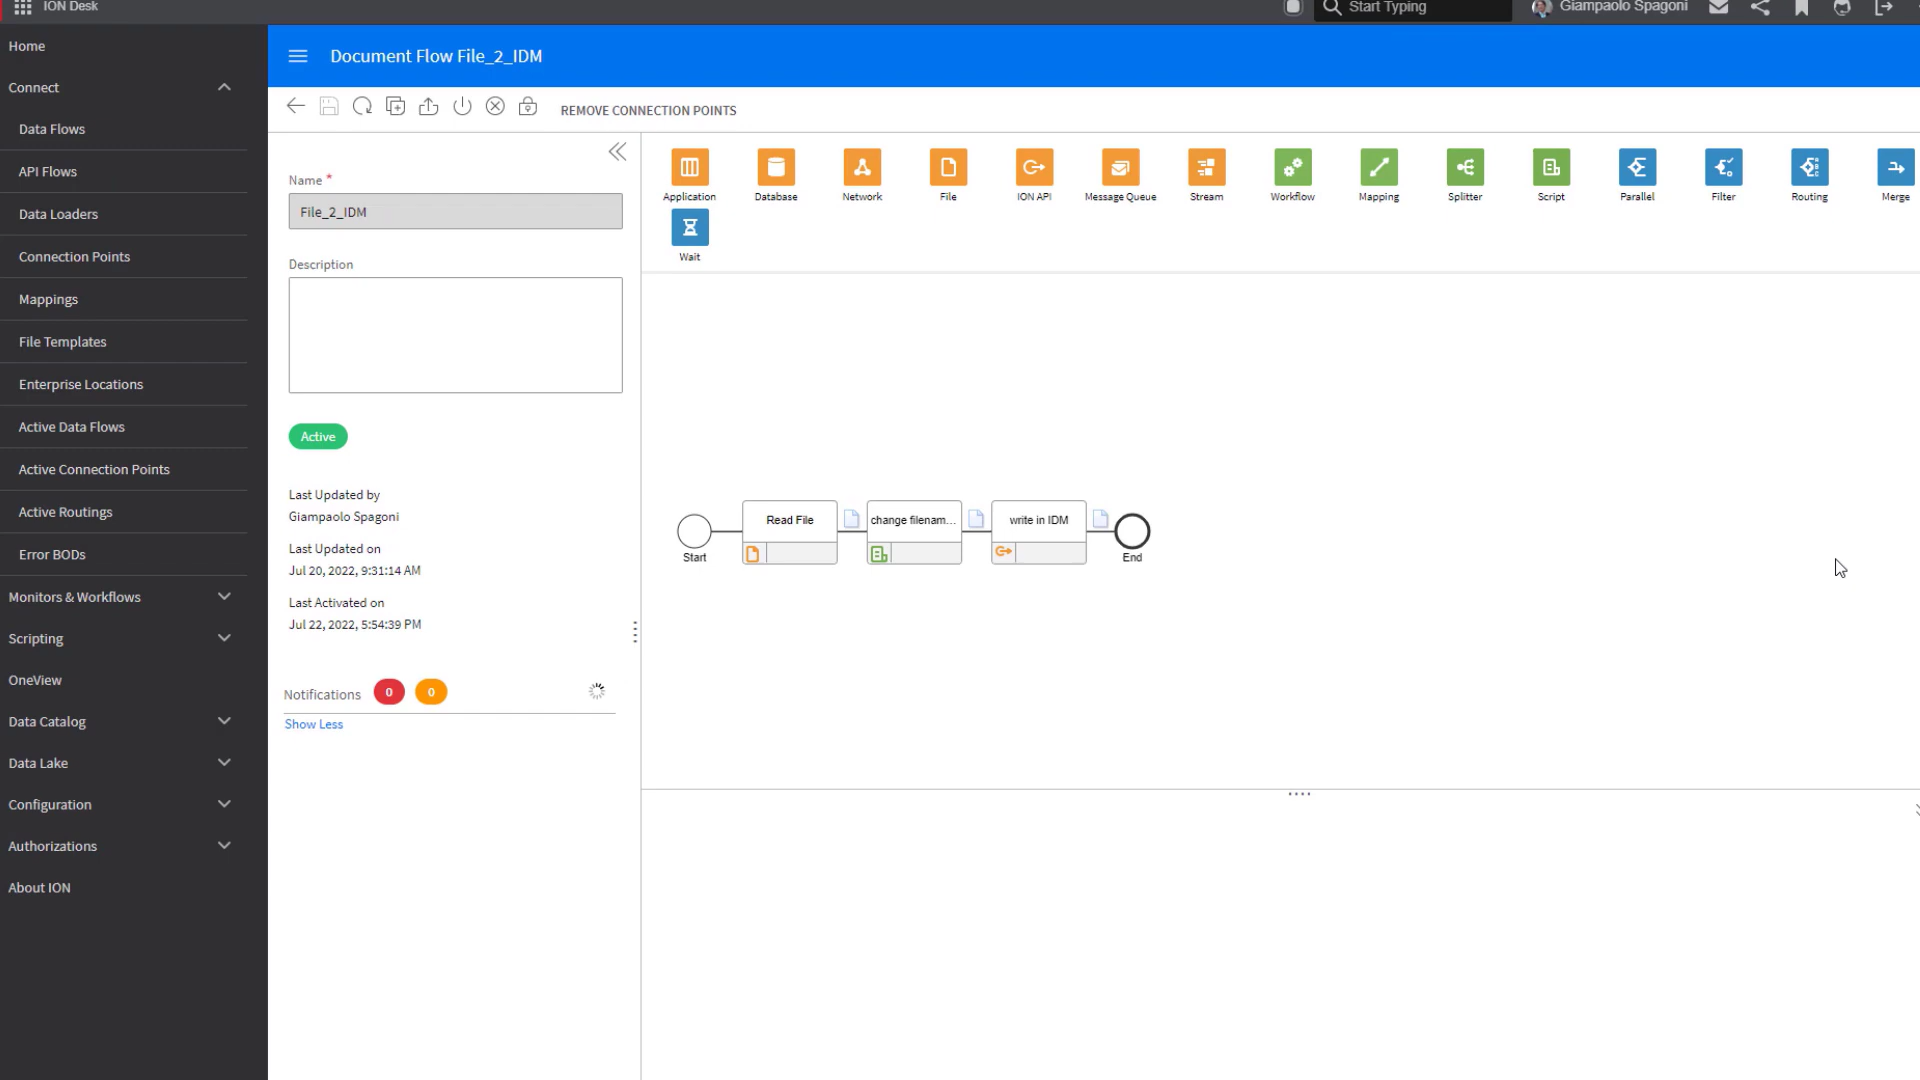 ION Desk
Start Typing
Giampaolo Spagoni
Home
Connect
Data Flows
API Flows
Data Loaders
Connection Points
Mappings
File Templates
Enterprise Locations
Active Data Flows
Active Connection Points
Active Routings
Error BODs
Monitors & Workflows
Scripting
OneView
Data Catalog
Data Lake
Configuration
Authorizations
About ION
Document Flow File_2_IDM
REMOVE CONNECTION POINTS
Name *
File_2_IDM
Description
Active
Last Updated by
Giampaolo Spagoni
Last Updated on
Jul 20, 2022, 9:31:14 AM
Last Activated on
Jul 22, 2022, 5:54:39 PM
Notifications 0 0
Show Less
Application Database Network File ION API Message Queue Stream Workflow Mapping Splitter Script Parallel Filter Routing Merge
Wait
Start
Read File
change filenam...
write in IDM
End